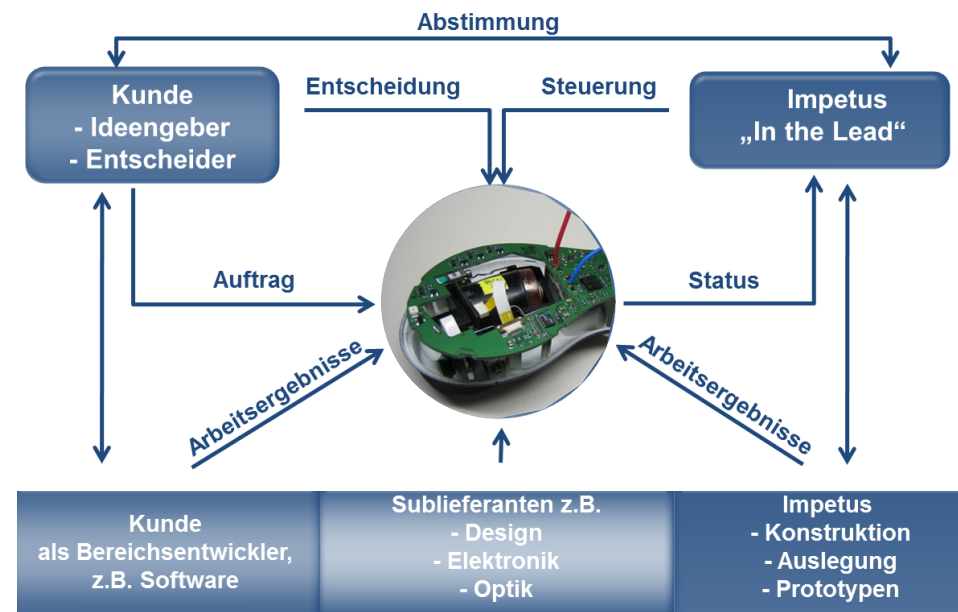 Abstimmung
Kunde
- Ideengeber
- Entscheider
Entscheidung
Steuerung
Impetus
„In the Lead“
Auftrag
Status
Arbeitsergebnisse
Arbeitsergebnisse
Kunde
als Bereichsentwickler,
z.B. Software
Sublieferanten z.B.
- Design
- Elektronik
- Optik
Impetus
- Konstruktion
- Auslegung
- Prototypen